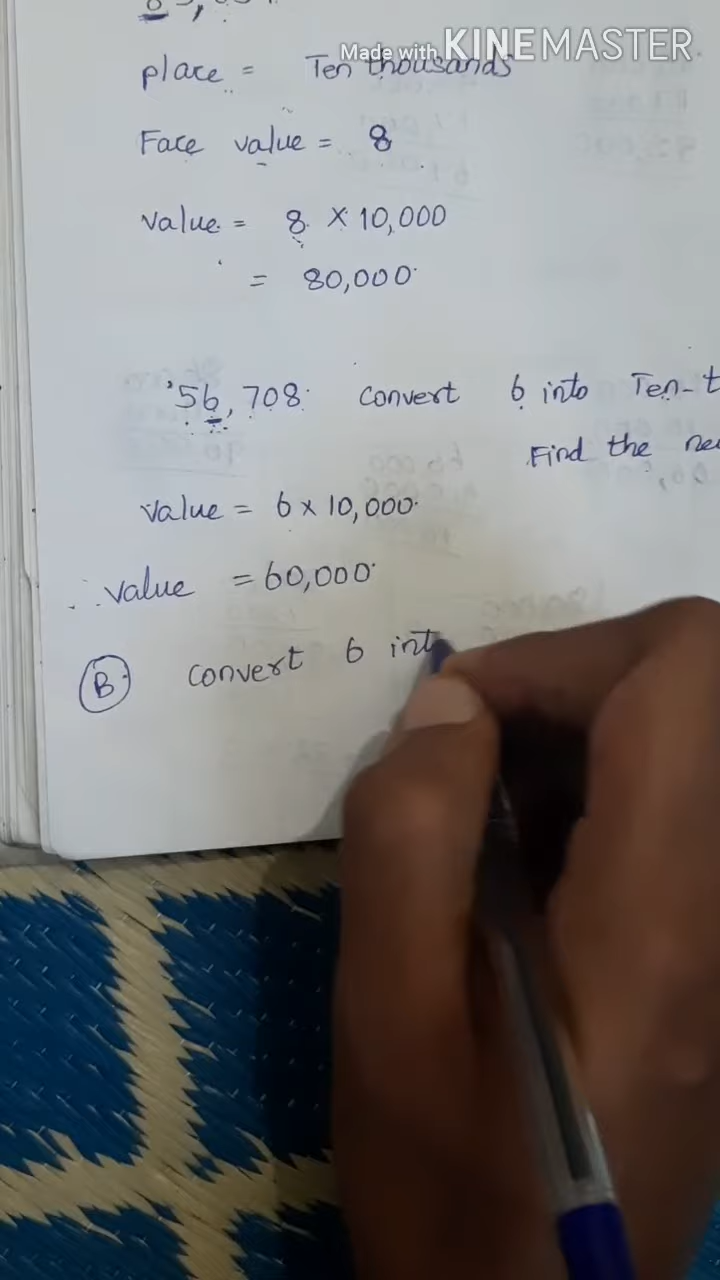 Made with KINEMASTER
place = Ten thousands
Face value = 8
value = 8 × 10,000
= 80,000
56,708 convert 6 into Ten-t
Find the
value = 6 × 10,000
∴ value = 60,000
B convert 6 int